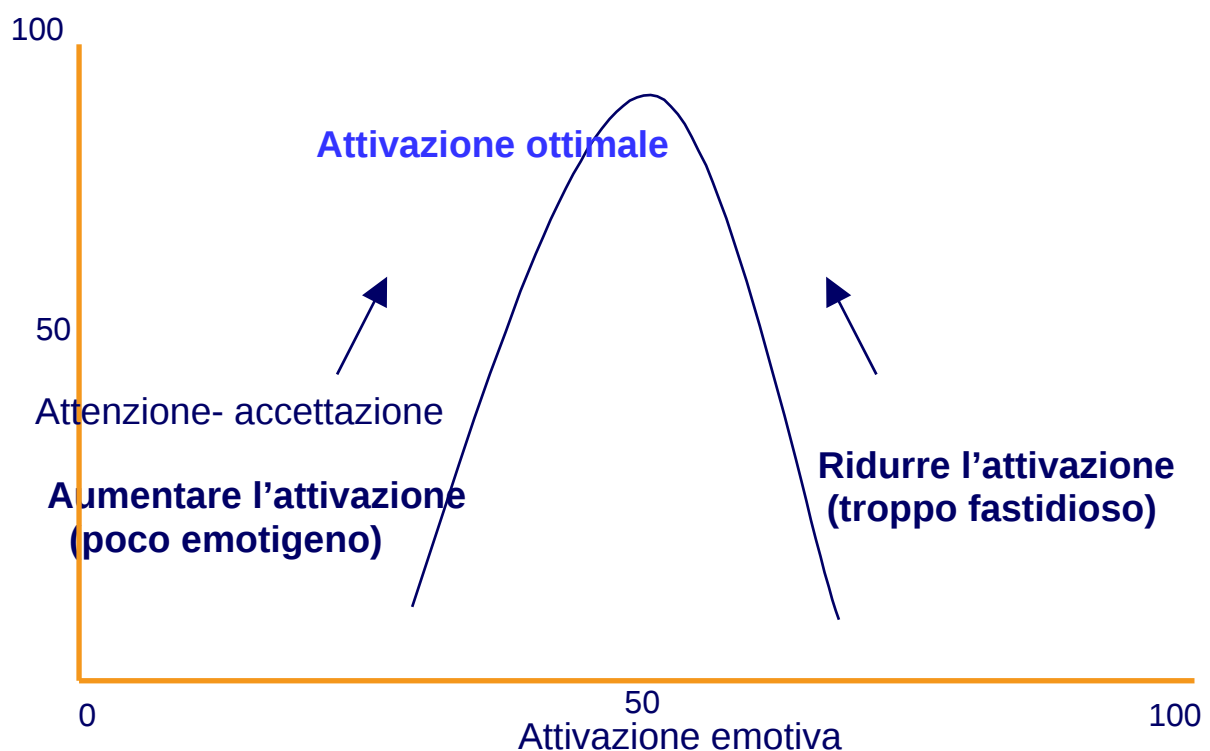 100
Attivazione ottimale
50
Attenzione- accettazione
Aumentare l’attivazione
(poco emotigeno)
Ridurre l’attivazione
(troppo fastidioso)
0
50
100
Attivazione emotiva